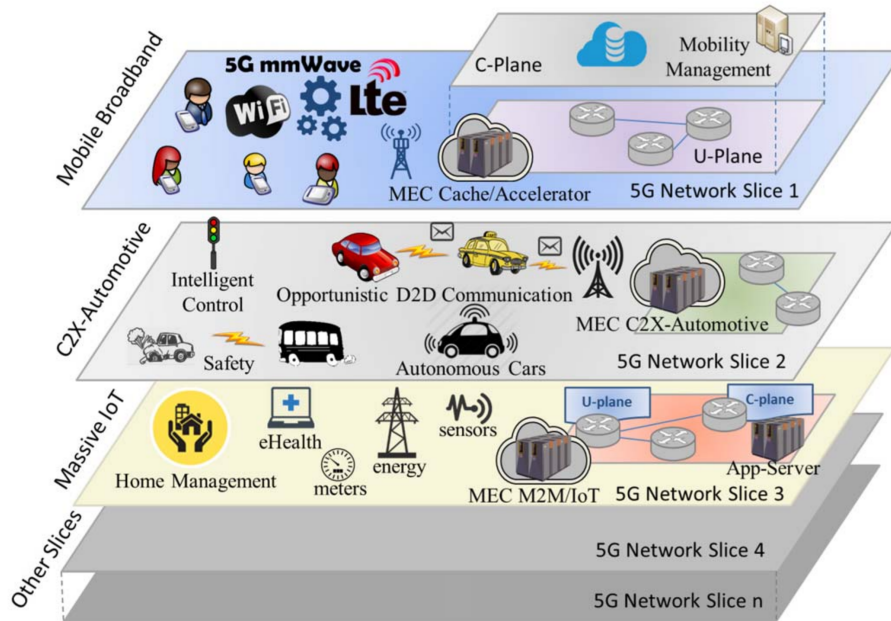 Mobile Broadband
5G mmWave
WiFi
LTE
C-Plane
Mobility
Management
U-Plane
MEC Cache/Accelerator
5G Network Slice 1
C2X-Automotive
Intelligent
Control
Opportunistic D2D Communication
MEC C2X-Automotive
Safety
Autonomous Cars
5G Network Slice 2
Massive IoT
Home Management
eHealth
meters
energy
sensors
U-plane
C-plane
MEC M2M/IoT
App-Server
5G Network Slice 3
Other Slices
5G Network Slice 4
5G Network Slice n